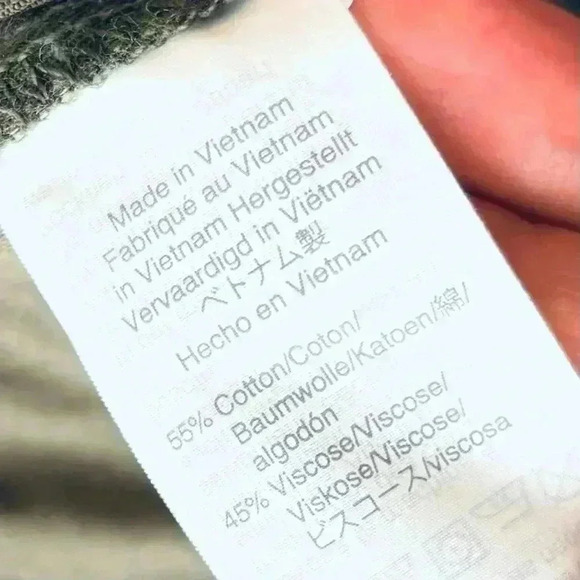 Made in Vietnam
Fabriqué au Vietnam
in Vietnam Hergestellt
Vervaardigd in Viëtnam
ベトナム製
Hecho en Vietnam
55% Cotton/Coton/
Baumwolle/Katoen/綿/
algodón
45% Viscose/Viscose/
Viskose/Viscose/
ビスコース/viscosa